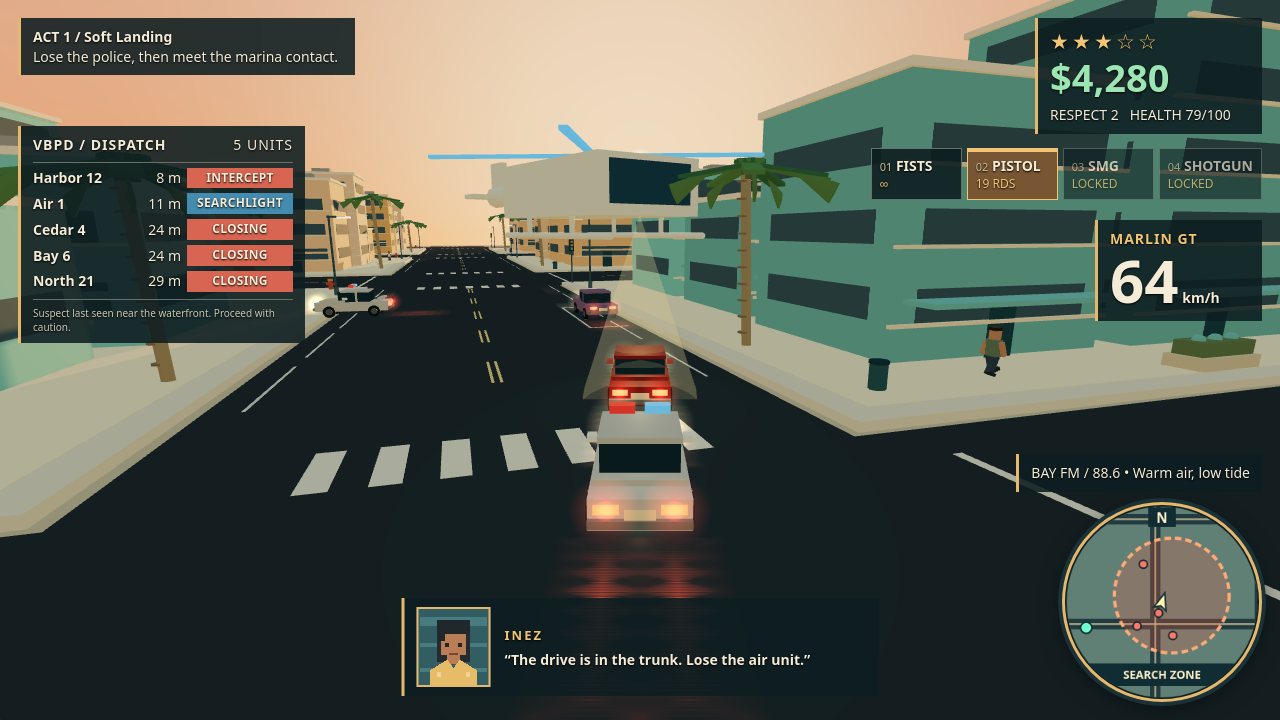 ACT 1 / Soft Landing
Lose the police, then meet the marina contact.
VBPD / DISPATCH 5 UNITS
Harbor 12 8 m INTERCEPT
Air 1 11 m SEARCHLIGHT
Cedar 4 24 m CLOSING
Bay 6 24 m CLOSING
North 21 29 m CLOSING
Suspect last seen near the waterfront. Proceed with
caution.
★★★☆☆
$4,280
RESPECT 2 HEALTH 79/100
01 FISTS
∞
02 PISTOL
19 RDS
03 SMG
LOCKED
04 SHOTGUN
LOCKED
MARLIN GT
64 km/h
BAY FM / 88.6 • Warm air, low tide
N
SEARCH ZONE
INEZ
“The drive is in the trunk. Lose the air unit.”